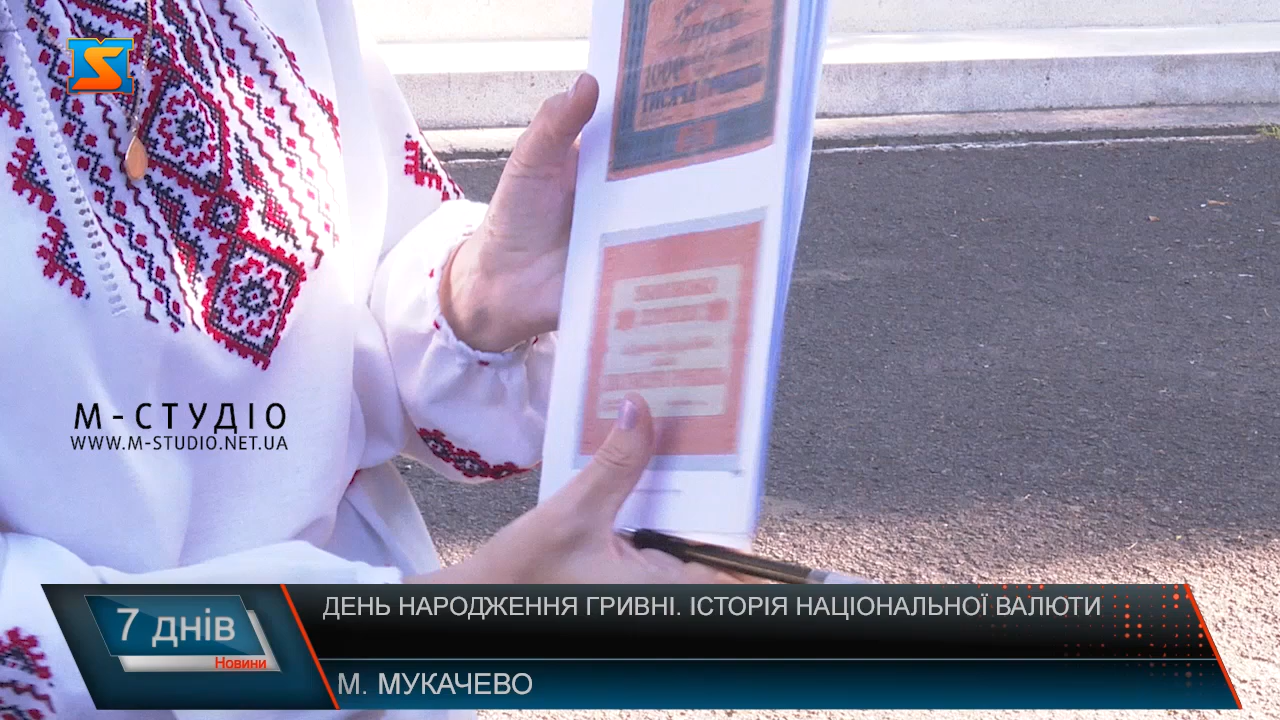 М-СТУДІО
WWW.M-STUDIO.NET.UA
7 днів
Новини
ДЕНЬ НАРОДЖЕННЯ ГРИВНІ. ІСТОРІЯ НАЦІОНАЛЬНОЇ ВАЛЮТИ
М. МУКАЧЕВО